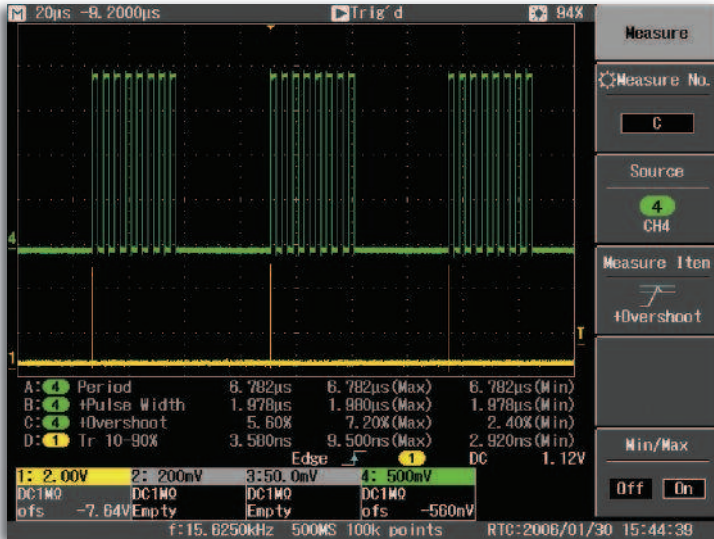 M 20µs -9.2000µs Trig'd 94%
4
1
T
A: 4 Period 6.782µs 6.782µs(Max) 6.782µs(Min)
B: 4 +Pulse Width 1.978µs 1.980µs(Max) 1.978µs(Min)
C: 4 +Overshoot 5.60% 7.20%(Max) 2.40%(Min)
D: 1 Tr 10-90% 3.580ns 9.500ns(Max) 2.920ns(Min)
Edge 1 DC 1.12V
1: 2.00V 2: 200mV 3:50.0mV 4: 500mV
DC1MΩ DC1MΩ DC1MΩ DC1MΩ
ofs -7.64V Empty Empty ofs -560mV
f:15.6250kHz 500MS 100k points RTC:2006/01/30 15:44:39
Measure
Measure No.
C
Source
4
CH4
Measure Item
+Overshoot
Min/Max
Off On